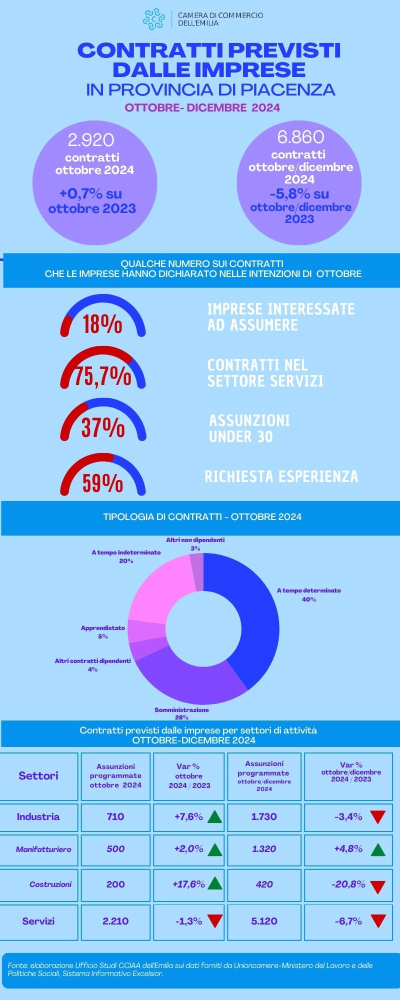 CAMERA DI COMMERCIO
DELL'EMILIA
CONTRATTI PREVISTI
DALLE IMPRESE
IN PROVINCIA DI PIACENZA
OTTOBRE- DICEMBRE 2024
2.920
contratti
ottobre 2024
+0,7% su
ottobre 2023
6.860
contratti
ottobre/dicembre
2024
-5,8% su
ottobre/dicembre
2023
QUALCHE NUMERO SUI CONTRATTI
CHE LE IMPRESE HANNO DICHIARATO NELLE INTENZIONI DI OTTOBRE
18%
IMPRESE INTERESSATE
AD ASSUMERE
75,7%
CONTRATTI NEL
SETTORE SERVIZI
37%
ASSUNZIONI
UNDER 30
59%
RICHIESTA ESPERIENZA
TIPOLOGIA DI CONTRATTI - OTTOBRE 2024
Altri non dipendenti
3%
A tempo indeterminato
20%
A tempo determinato
40%
Apprendistato
5%
Altri contratti dipendenti
4%
Somministrazione
28%
Contratti previsti dalle imprese per settori di attività
OTTOBRE-DICEMBRE 2024
Settori
Assunzioni
programmate
ottobre 2024
Var %
ottobre
2024 / 2023
Assunzioni
programmate
ottobre/dicembre
2024
Var %
ottobre/dicembre
2024 / 2023
Industria 710 +7,6% 1.730 -3,4%
Manifatturiero 500 +2,0% 1.320 +4,8%
Costruzioni 200 +17,6% 420 -20,8%
Servizi 2.210 -1,3% 5.120 -6,7%
Fonte: elaborazione Ufficio Studi CCIAA dell'Emilia sui dati forniti da Unioncamere-Ministero del Lavoro e delle
Politiche Sociali, Sistema Informativo Excelsior.